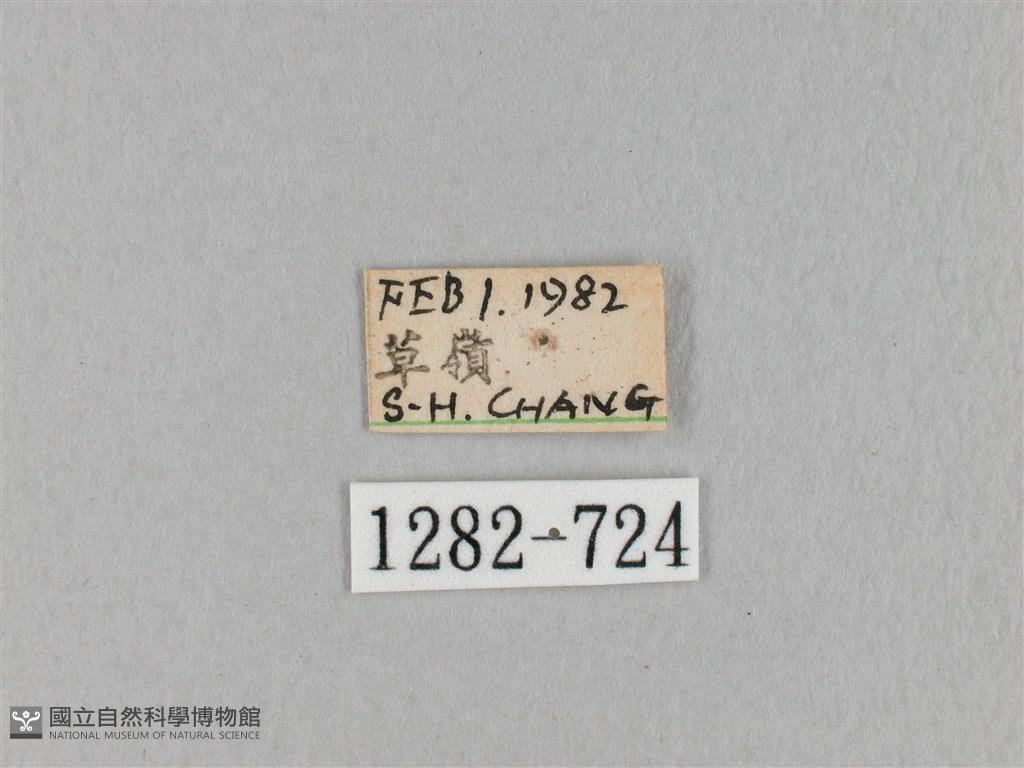 FEB 1. 1982
草嶺
S-H. CHANG
1282-724
國立自然科學博物館
NATIONAL MUSEUM OF NATURAL SCIENCE